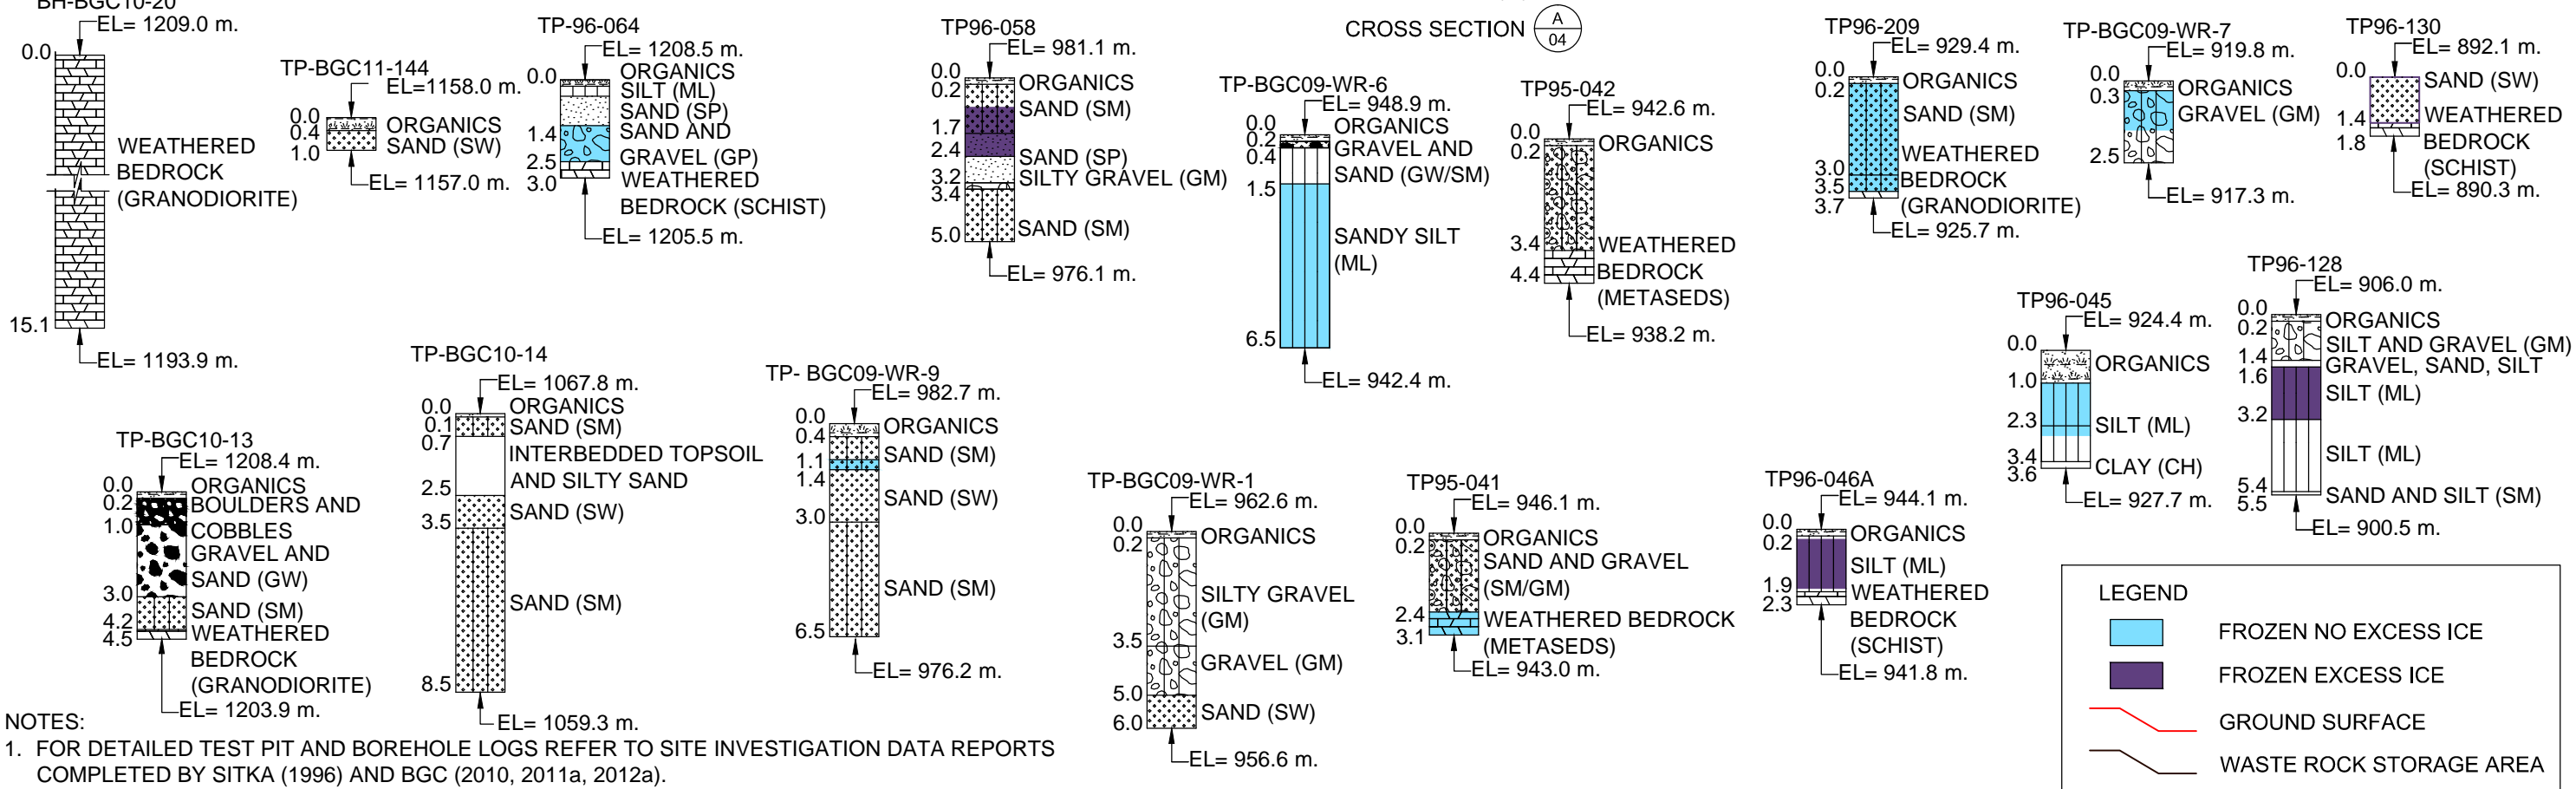 BH-BGC10-20
EL= 1209.0 m.
0.0
WEATHERED
BEDROCK
(GRANODIORITE)
15.1
EL= 1193.9 m.
TP-BGC11-144
EL=1158.0 m.
0.0
0.4
1.0
ORGANICS
SAND (SW)
EL= 1157.0 m.
TP-96-064
EL= 1208.5 m.
0.0
1.4
2.5
3.0
ORGANICS
SILT (ML)
SAND (SP)
SAND AND
GRAVEL (GP)
WEATHERED
BEDROCK (SCHIST)
EL= 1205.5 m.
TP96-058
EL= 981.1 m.
0.0
0.2
1.7
2.4
3.2
3.4
5.0
ORGANICS
SAND (SM)
SAND (SP)
SILTY GRAVEL (GM)
SAND (SM)
EL= 976.1 m.
CROSS SECTION
A
04
TP-BGC09-WR-6
EL= 948.9 m.
0.0
0.2
0.4
1.5
6.5
ORGANICS
GRAVEL AND
SAND (GW/SM)
SANDY SILT
(ML)
EL= 942.4 m.
TP95-042
EL= 942.6 m.
0.0
0.2
3.4
4.4
ORGANICS
WEATHERED
BEDROCK
(METASEDS)
EL= 938.2 m.
TP96-209
EL= 929.4 m.
0.0
0.2
3.0
3.5
3.7
ORGANICS
SAND (SM)
WEATHERED
BEDROCK
(GRANODIORITE)
EL= 925.7 m.
TP-BGC09-WR-7
EL= 919.8 m.
0.0
0.3
2.5
ORGANICS
GRAVEL (GM)
EL= 917.3 m.
TP96-130
EL= 892.1 m.
0.0
1.4
1.8
SAND (SW)
WEATHERED
BEDROCK
(SCHIST)
EL= 890.3 m.
TP-BGC10-13
EL= 1208.4 m.
0.0
0.2
1.0
3.0
4.2
4.5
ORGANICS
BOULDERS AND
COBBLES
GRAVEL AND
SAND (GW)
SAND (SM)
WEATHERED
BEDROCK
(GRANODIORITE)
EL= 1203.9 m.
TP-BGC10-14
EL= 1067.8 m.
0.0
0.1
0.7
2.5
3.5
8.5
ORGANICS
SAND (SM)
INTERBEDDED TOPSOIL
AND SILTY SAND
SAND (SW)
SAND (SM)
EL= 1059.3 m.
TP- BGC09-WR-9
EL= 982.7 m.
0.0
0.4
1.1
1.4
3.0
6.5
ORGANICS
SAND (SM)
SAND (SW)
SAND (SM)
EL= 976.2 m.
TP-BGC09-WR-1
EL= 962.6 m.
0.0
0.2
3.5
5.0
6.0
ORGANICS
SILTY GRAVEL
(GM)
GRAVEL (GM)
SAND (SW)
EL= 956.6 m.
TP95-041
EL= 946.1 m.
0.0
0.2
2.4
3.1
ORGANICS
SAND AND GRAVEL
(SM/GM)
WEATHERED BEDROCK
(METASEDS)
EL= 943.0 m.
TP96-046A
EL= 944.1 m.
0.0
0.2
1.9
2.3
ORGANICS
SILT (ML)
WEATHERED
BEDROCK
(SCHIST)
EL= 941.8 m.
TP96-045
EL= 924.4 m.
0.0
1.0
2.3
3.4
3.6
ORGANICS
SILT (ML)
CLAY (CH)
EL= 927.7 m.
TP96-128
EL= 906.0 m.
0.0
0.2
1.4
1.6
3.2
5.4
5.5
ORGANICS
SILT AND GRAVEL (GM)
GRAVEL, SAND, SILT
SILT (ML)
SILT (ML)
SAND AND SILT (SM)
EL= 900.5 m.
LEGEND
FROZEN NO EXCESS ICE
FROZEN EXCESS ICE
GROUND SURFACE
WASTE ROCK STORAGE AREA
NOTES:
1. FOR DETAILED TEST PIT AND BOREHOLE LOGS REFER TO SITE INVESTIGATION DATA REPORTS
COMPLETED BY SITKA (1996) AND BGC (2010, 2011a, 2012a).